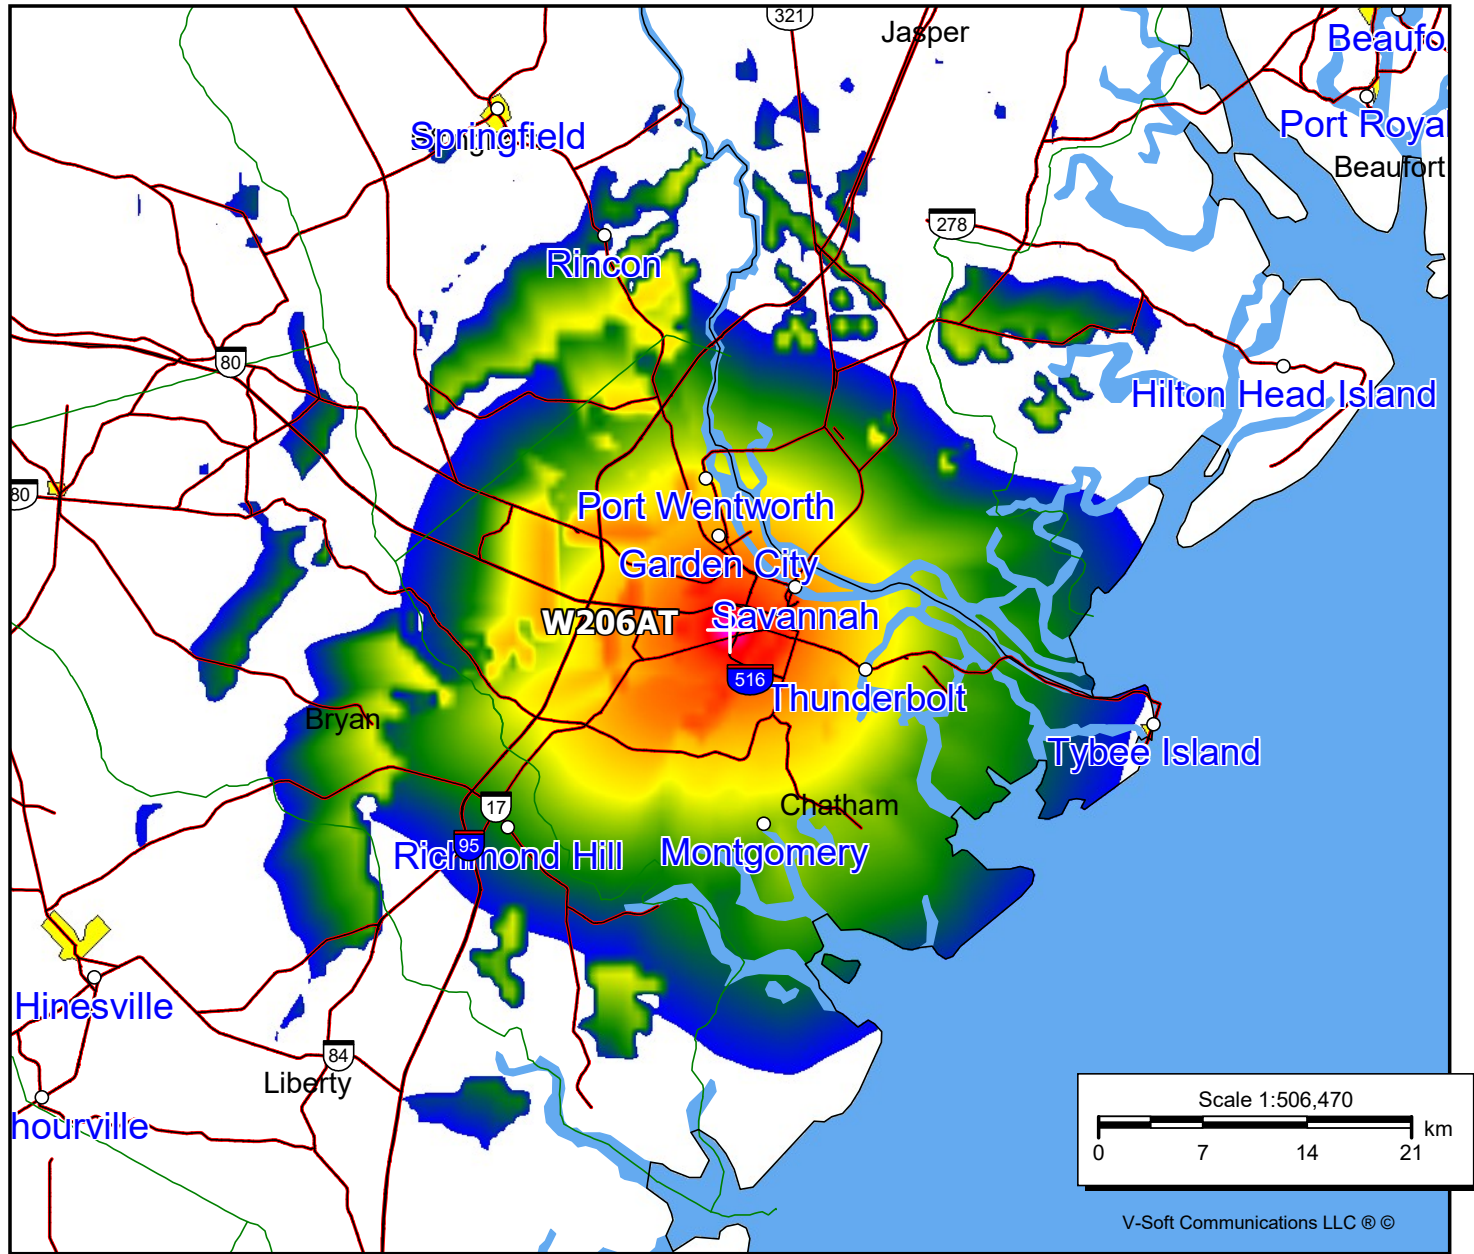 321
Jasper
Beaufo
Springfield
Port Roya
Beaufort
278
Rincon
80
Hilton Head Island
80
Port Wentworth
Garden City
W206AT
Savannah
516
Thunderbolt
Bryan
Tybee Island
17
Chatham
95
Richmond Hill
Montgomery
Hinesville
84
Liberty
hourville
Scale 1:506,470
km
0 7 14 21
V-Soft Communications LLC ® ©